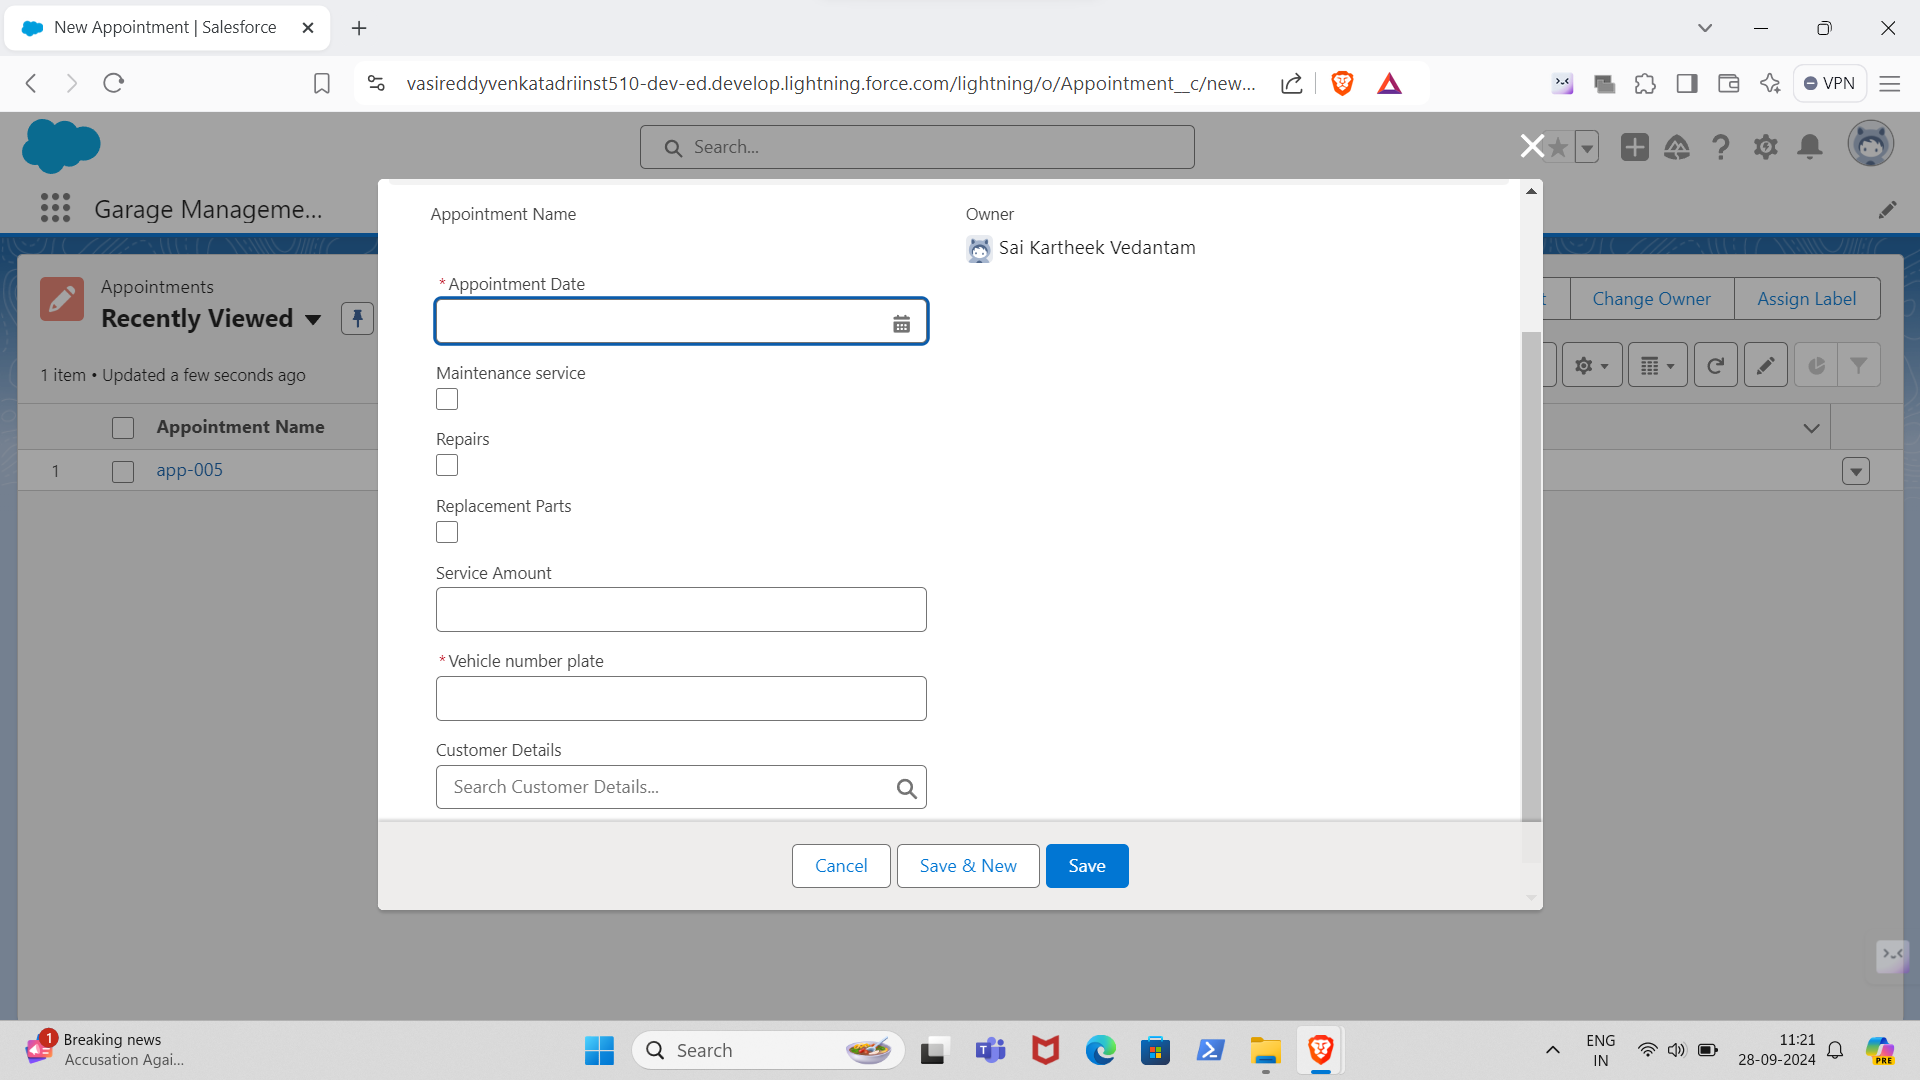 New Appointment | Salesforce
vasireddyvenkatadriinst510-dev-ed.develop.lightning.force.com/lightning/o/Appointment__c/new...
VPN
Search...
Garage Manageme...
Appointments
Recently Viewed
1 item • Updated a few seconds ago
Appointment Name
1 app-005
t
Change Owner
Assign Label
Appointment Name
Owner
Sai Kartheek Vedantam
*Appointment Date
Maintenance service
Repairs
Replacement Parts
Service Amount
*Vehicle number plate
Customer Details
Search Customer Details...
Cancel
Save & New
Save
1
Breaking news
Accusation Agai...
Search
ENG
IN
11:21
28-09-2024
PRE